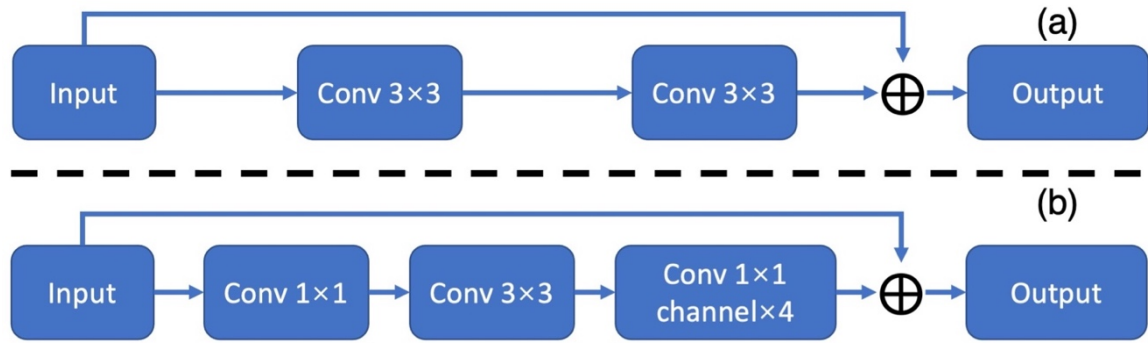 (a)
Input
Conv 3×3
Conv 3×3
Output
(b)
Input
Conv 1×1
Conv 3×3
Conv 1×1
channel×4
Output